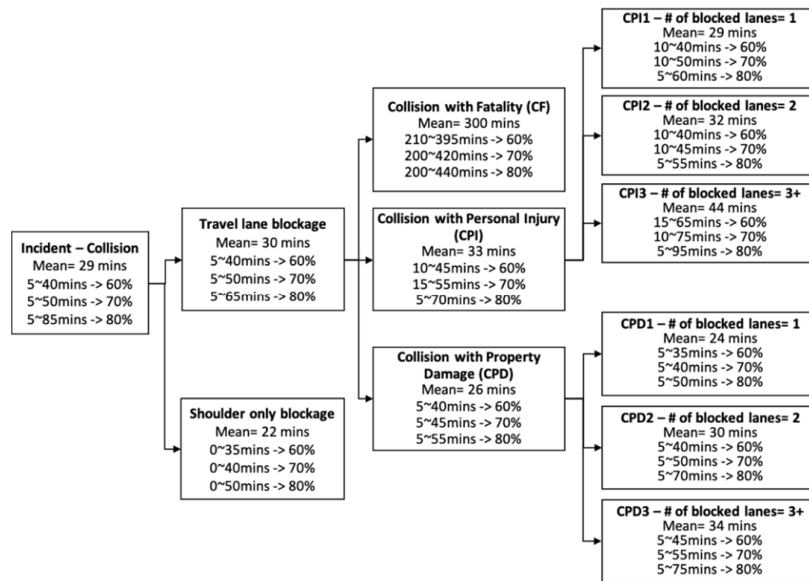 Incident – Collision
Mean= 29 mins
5~40mins -> 60%
5~50mins -> 70%
5~85mins -> 80%
Travel lane blockage
Mean= 30 mins
5~40mins -> 60%
5~50mins -> 70%
5~65mins -> 80%
Shoulder only blockage
Mean= 22 mins
0~35mins -> 60%
0~40mins -> 70%
0~50mins -> 80%
Collision with Fatality (CF)
Mean= 300 mins
210~395mins -> 60%
200~420mins -> 70%
200~440mins -> 80%
Collision with Personal Injury
(CPI)
Mean= 33 mins
10~45mins -> 60%
15~55mins -> 70%
5~70mins -> 80%
Collision with Property
Damage (CPD)
Mean= 26 mins
5~40mins -> 60%
5~45mins -> 70%
5~55mins -> 80%
CPI1 – # of blocked lanes= 1
Mean= 29 mins
10~40mins -> 60%
10~50mins -> 70%
5~60mins -> 80%
CPI2 – # of blocked lanes= 2
Mean= 32 mins
10~40mins -> 60%
10~45mins -> 70%
5~55mins -> 80%
CPI3 – # of blocked lanes= 3+
Mean= 44 mins
15~65mins -> 60%
10~75mins -> 70%
5~95mins -> 80%
CPD1 – # of blocked lanes= 1
Mean= 24 mins
5~35mins -> 60%
5~40mins -> 70%
5~50mins -> 80%
CPD2 – # of blocked lanes= 2
Mean= 30 mins
5~40mins -> 60%
5~50mins -> 70%
5~70mins -> 80%
CPD3 – # of blocked lanes= 3+
Mean= 34 mins
5~45mins -> 60%
5~55mins -> 70%
5~75mins -> 80%